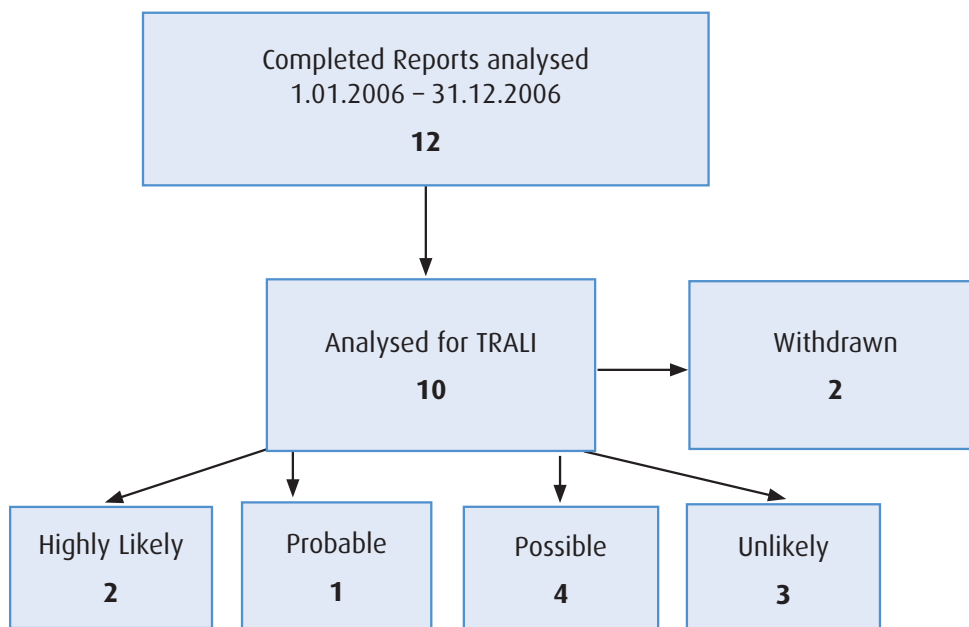 Completed Reports analysed
1.01.2006 – 31.12.2006
12
Analysed for TRALI
10
Withdrawn
2
Highly Likely
2
Probable
1
Possible
4
Unlikely
3